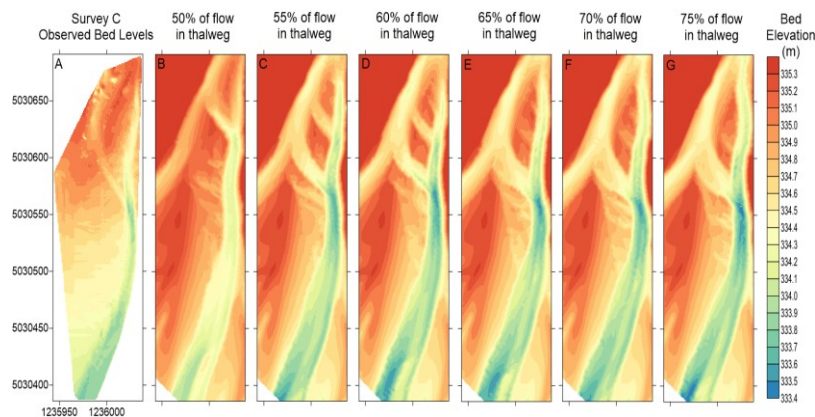 Survey C
Observed Bed Levels
50% of flow
in thalweg
55% of flow
in thalweg
60% of flow
in thalweg
65% of flow
in thalweg
70% of flow
in thalweg
75% of flow
in thalweg
Bed
Elevation
(m)
A
B
C
D
E
F
G
5030650
5030600
5030550
5030500
5030450
5030400
1235950
1236000
335.3
335.2
335.1
335.0
334.9
334.8
334.7
334.6
334.5
334.4
334.3
334.2
334.1
334.0
333.9
333.8
333.7
333.6
333.5
333.4